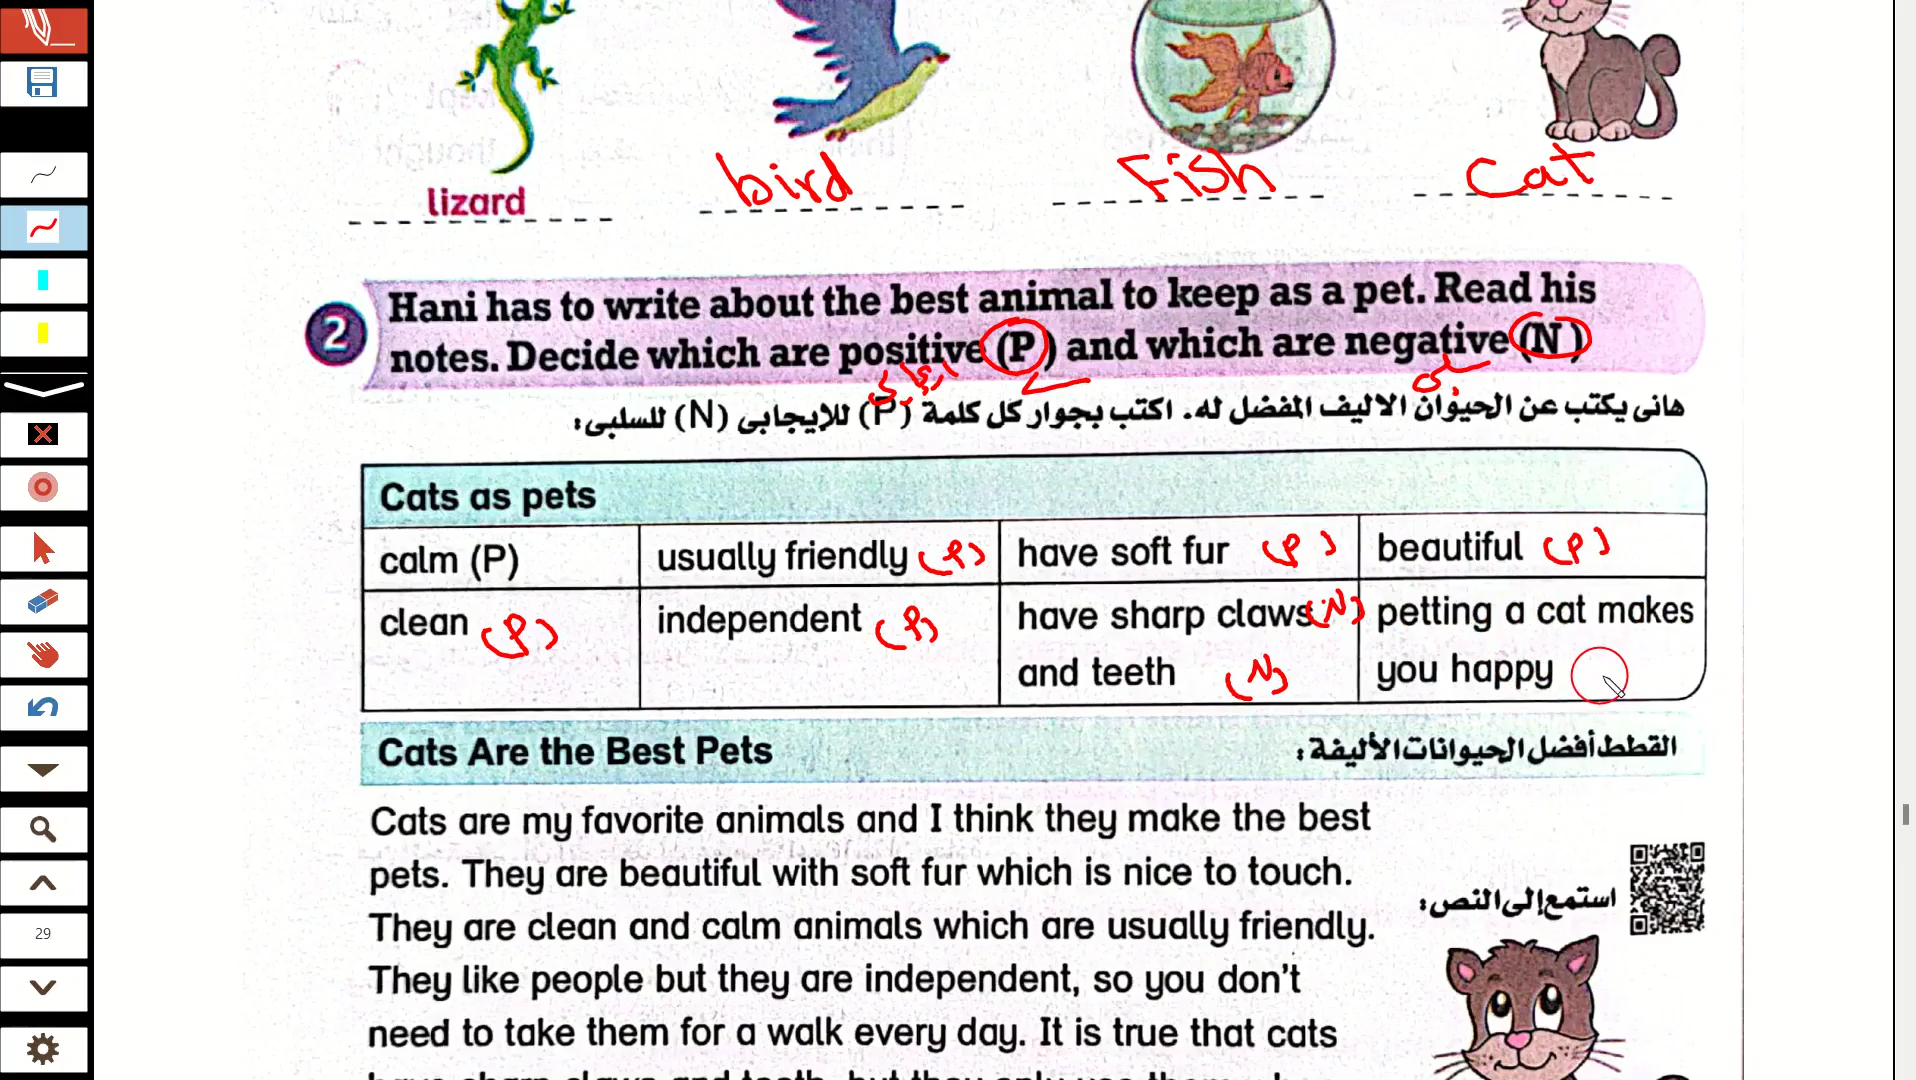 lizard bird Fish Cat
2 Hani has to write about the best animal to keep as a pet. Read his
notes. Decide which are positive (P) and which are negative (N)
ايجابى سلبى
هانى يكتب عن الحيوان الاليف المفضل له. اكتب بجوار كل كلمة (P) للإيجابى (N) للسلبى:
Cats as pets
calm (P) usually friendly (P) have soft fur (P) beautiful (P)
clean (P) independent (P) have sharp claws (N) petting a cat makes
and teeth (N) you happy
Cats Are the Best Pets القطط أفضل الحيوانات الأليفة:
Cats are my favorite animals and I think they make the best
pets. They are beautiful with soft fur which is nice to touch.
استمع إلى النص:
They are clean and calm animals which are usually friendly.
They like people but they are independent, so you don't
need to take them for a walk every day. It is true that cats
29